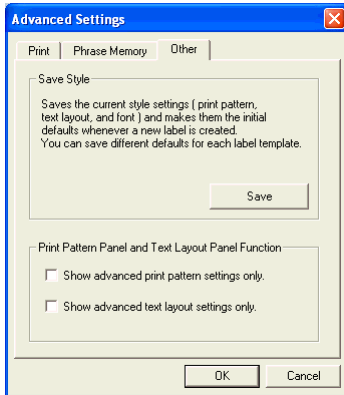 Advanced Settings
Print
Phrase Memory
Other
Save Style
Saves the current style settings ( print pattern,
text layout, and font ) and makes them the initial
defaults whenever a new label is created.
You can save different defaults for each label template.
Save
Print Pattern Panel and Text Layout Panel Function
Show advanced print pattern settings only.
Show advanced text layout settings only.
OK
Cancel